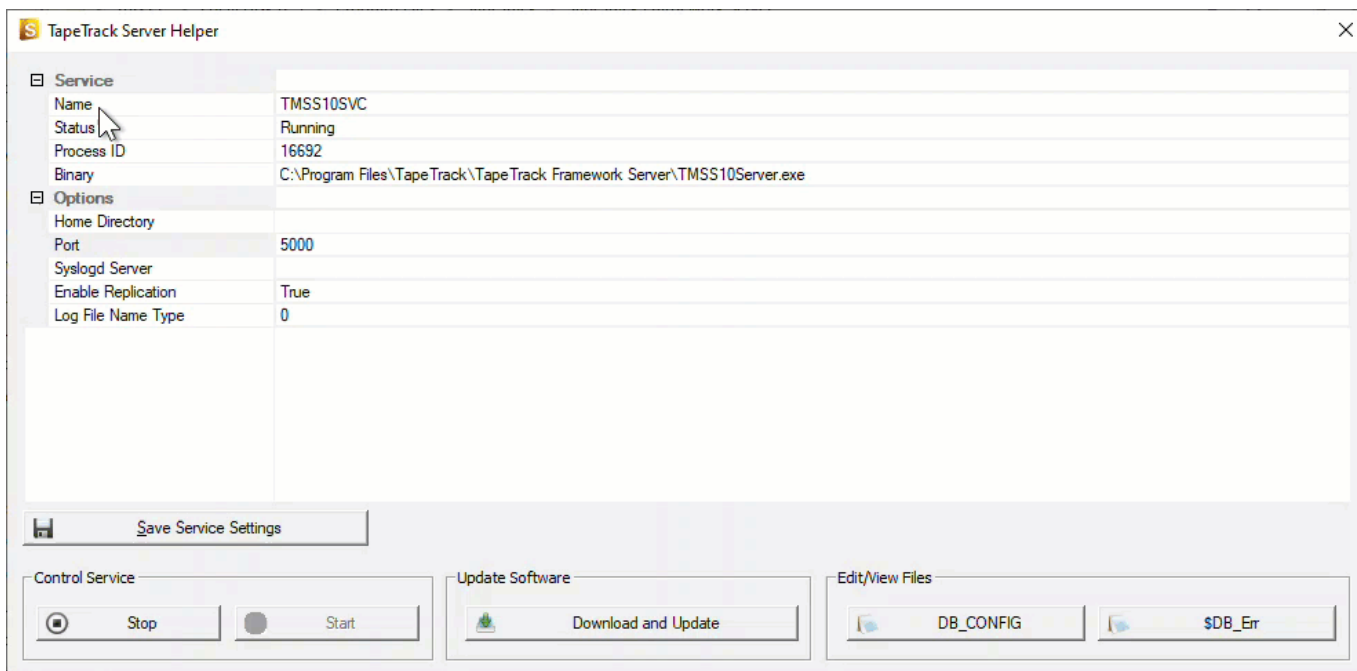 TapeTrack Server Helper
Service
Name TMSS10SVC
Status Running
Process ID 16692
Binary C:\Program Files\TapeTrack\TapeTrack Framework Server\TMSS10Server.exe
Options
Home Directory
Port 5000
Syslogd Server
Enable Replication True
Log File Name Type 0
Save Service Settings
Control Service Update Software Edit/View Files
Stop Start Download and Update DB_CONFIG $DB_Err